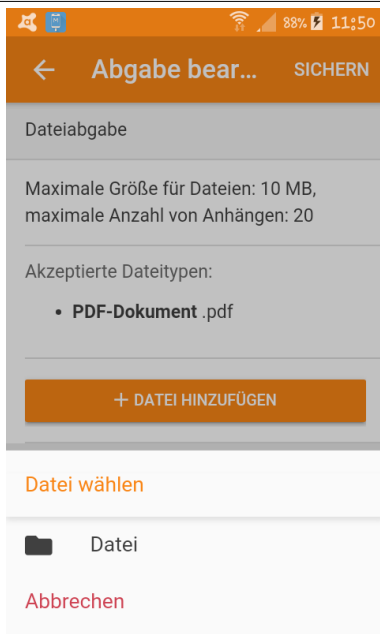 88% 11:50
Abgabe bear... SICHERN
Dateiabgabe
Maximale Größe für Dateien: 10 MB,
maximale Anzahl von Anhängen: 20
Akzeptierte Dateitypen:
• PDF-Dokument .pdf
+ DATEI HINZUFÜGEN
Datei wählen
Datei
Abbrechen